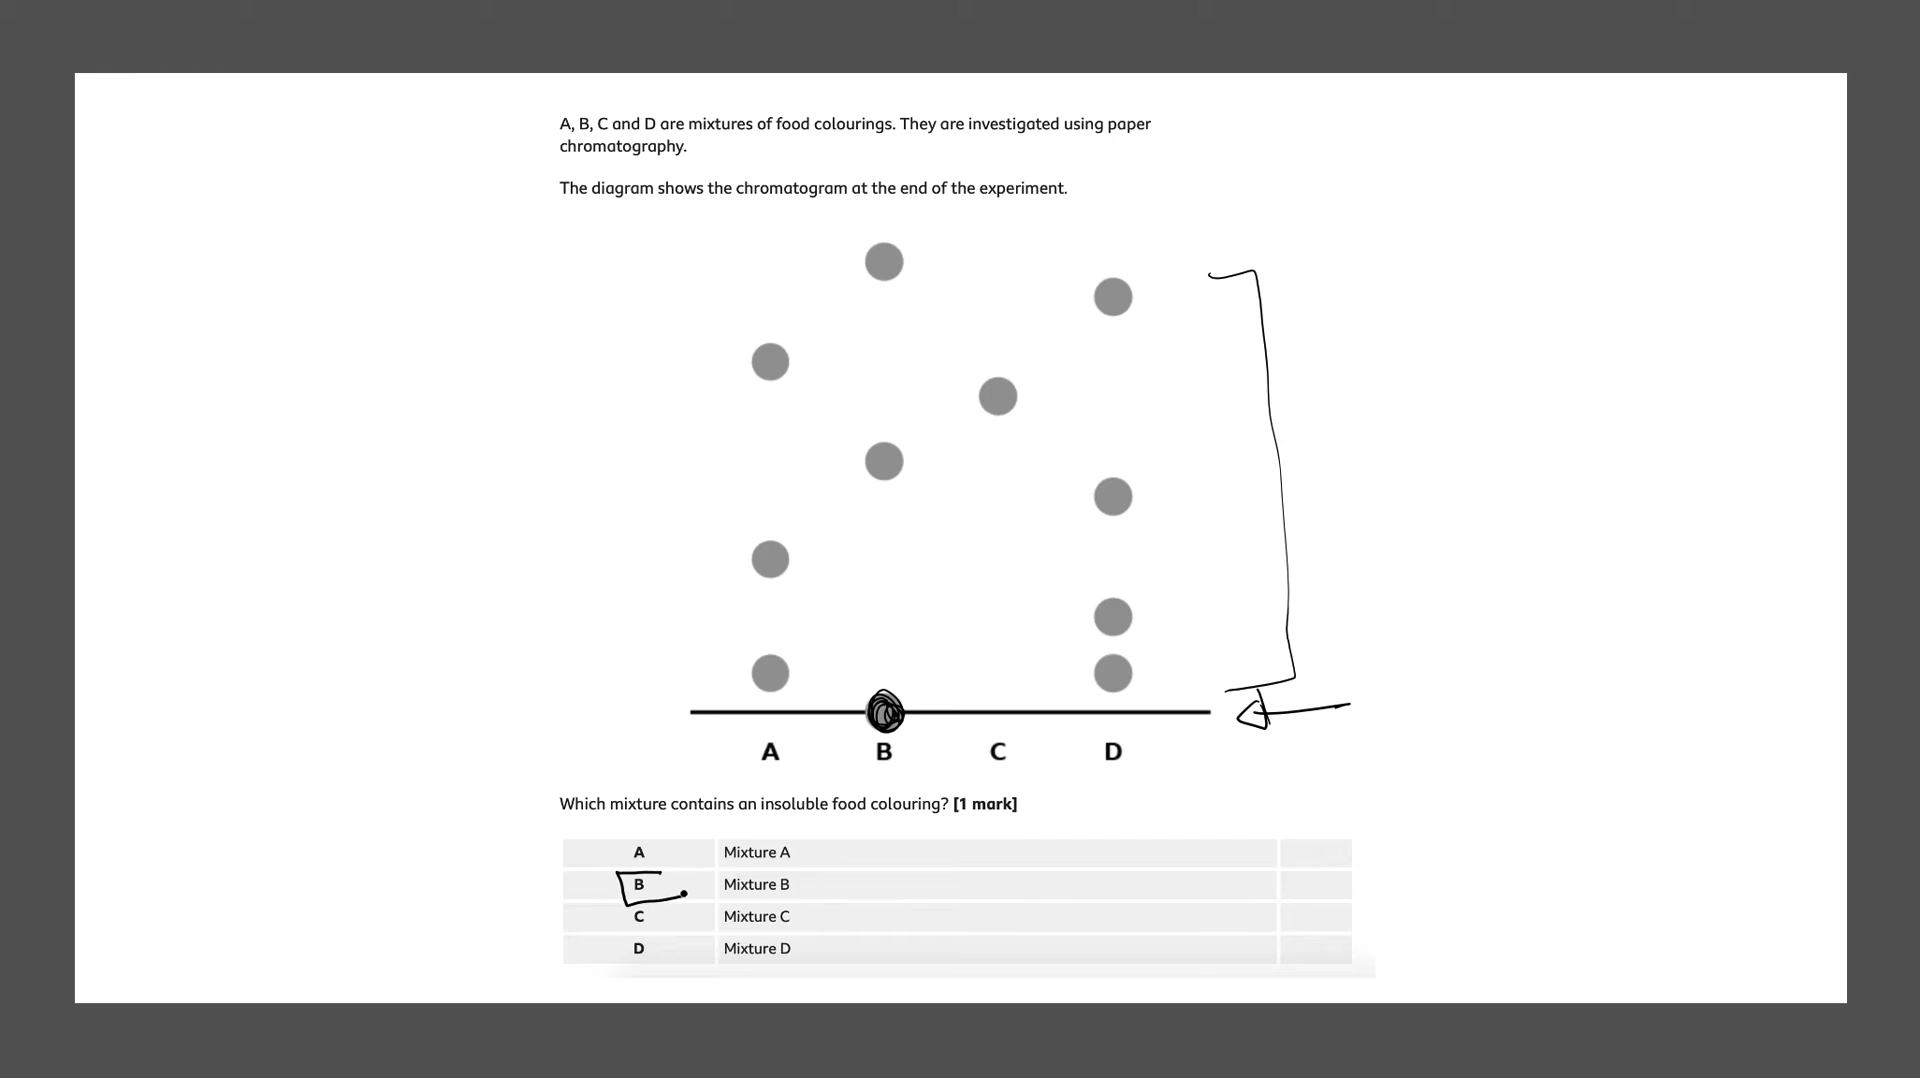 A, B, C and D are mixtures of food colourings. They are investigated using paper
chromatography.
The diagram shows the chromatogram at the end of the experiment.
A B C D
Which mixture contains an insoluble food colouring? [1 mark]
A Mixture A
B Mixture B
C Mixture C
D Mixture D